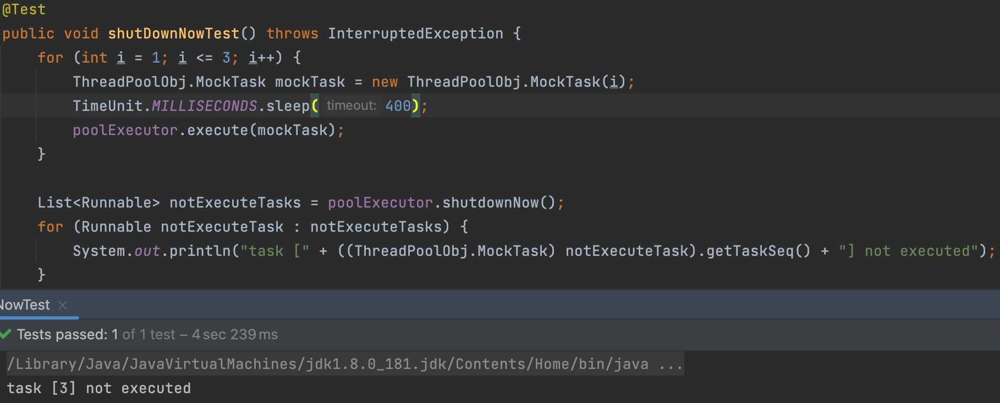 @Test
public void shutDownNowTest() throws InterruptedException {
for (int i = 1; i <= 3; i++) {
ThreadPoolObj.MockTask mockTask = new ThreadPoolObj.MockTask(i);
TimeUnit.MILLISECONDS.sleep( timeout: 400);
poolExecutor.execute(mockTask);
}
List<Runnable> notExecuteTasks = poolExecutor.shutdownNow();
for (Runnable notExecuteTask : notExecuteTasks) {
System.out.println("task [" + ((ThreadPoolObj.MockTask) notExecuteTask).getTaskSeq() + "] not executed");
}
NowTest ×
Tests passed: 1 of 1 test – 4 sec 239 ms
/Library/Java/JavaVirtualMachines/jdk1.8.0_181.jdk/Contents/Home/bin/java ...
task [3] not executed